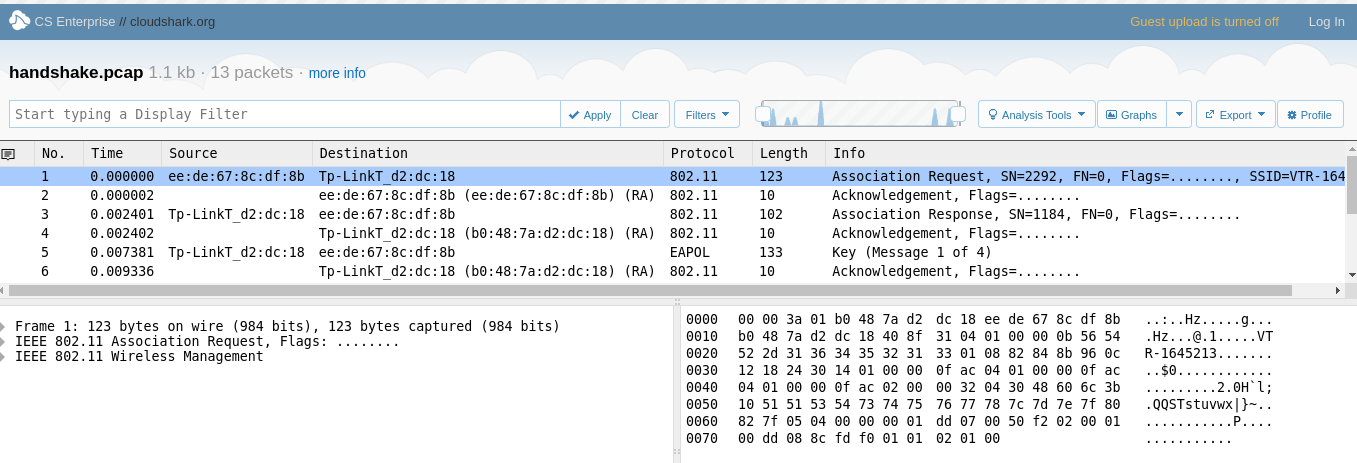 CS Enterprise // cloudshark.org Guest upload is turned off Log In
handshake.pcap 1.1 kb · 13 packets · more info
Start typing a Display Filter Apply Clear Filters Analysis Tools Graphs Export Profile
No. Time Source Destination Protocol Length Info
1 0.000000 ee:de:67:8c:df:8b Tp-LinkT_d2:dc:18 802.11 123 Association Request, SN=2292, FN=0, Flags=........, SSID=VTR-164
2 0.000002 ee:de:67:8c:df:8b (ee:de:67:8c:df:8b) (RA) 802.11 10 Acknowledgement, Flags=........
3 0.002401 Tp-LinkT_d2:dc:18 ee:de:67:8c:df:8b 802.11 102 Association Response, SN=1184, FN=0, Flags=........
4 0.002402 Tp-LinkT_d2:dc:18 (b0:48:7a:d2:dc:18) (RA) 802.11 10 Acknowledgement, Flags=........
5 0.007381 Tp-LinkT_d2:dc:18 ee:de:67:8c:df:8b EAPOL 133 Key (Message 1 of 4)
6 0.009336 Tp-LinkT_d2:dc:18 (b0:48:7a:d2:dc:18) (RA) 802.11 10 Acknowledgement, Flags=........
Frame 1: 123 bytes on wire (984 bits), 123 bytes captured (984 bits)
IEEE 802.11 Association Request, Flags: ........
IEEE 802.11 Wireless Management
0000 00 00 3a 01 b0 48 7a d2 dc 18 ee de 67 8c df 8b ..:..Hz.....g...
0010 b0 48 7a d2 dc 18 40 8f 31 04 01 00 00 0b 56 54 .Hz...@.1.....VT
0020 52 2d 31 36 34 35 32 31 33 01 08 82 84 8b 96 0c R-1645213.......
0030 12 18 24 30 14 01 00 00 0f ac 04 01 00 00 0f ac ..$0............
0040 04 01 00 00 0f ac 02 00 00 32 04 30 48 60 6c 3b .........2.0H`l;
0050 10 51 51 53 54 73 74 75 76 77 78 7c 7d 7e 7f 80 .QQSTstuvwx|}~..
0060 82 7f 05 04 00 00 00 01 dd 07 00 50 f2 02 00 01 ...........P....
0070 00 dd 08 8c fd f0 01 01 02 01 00 ...........